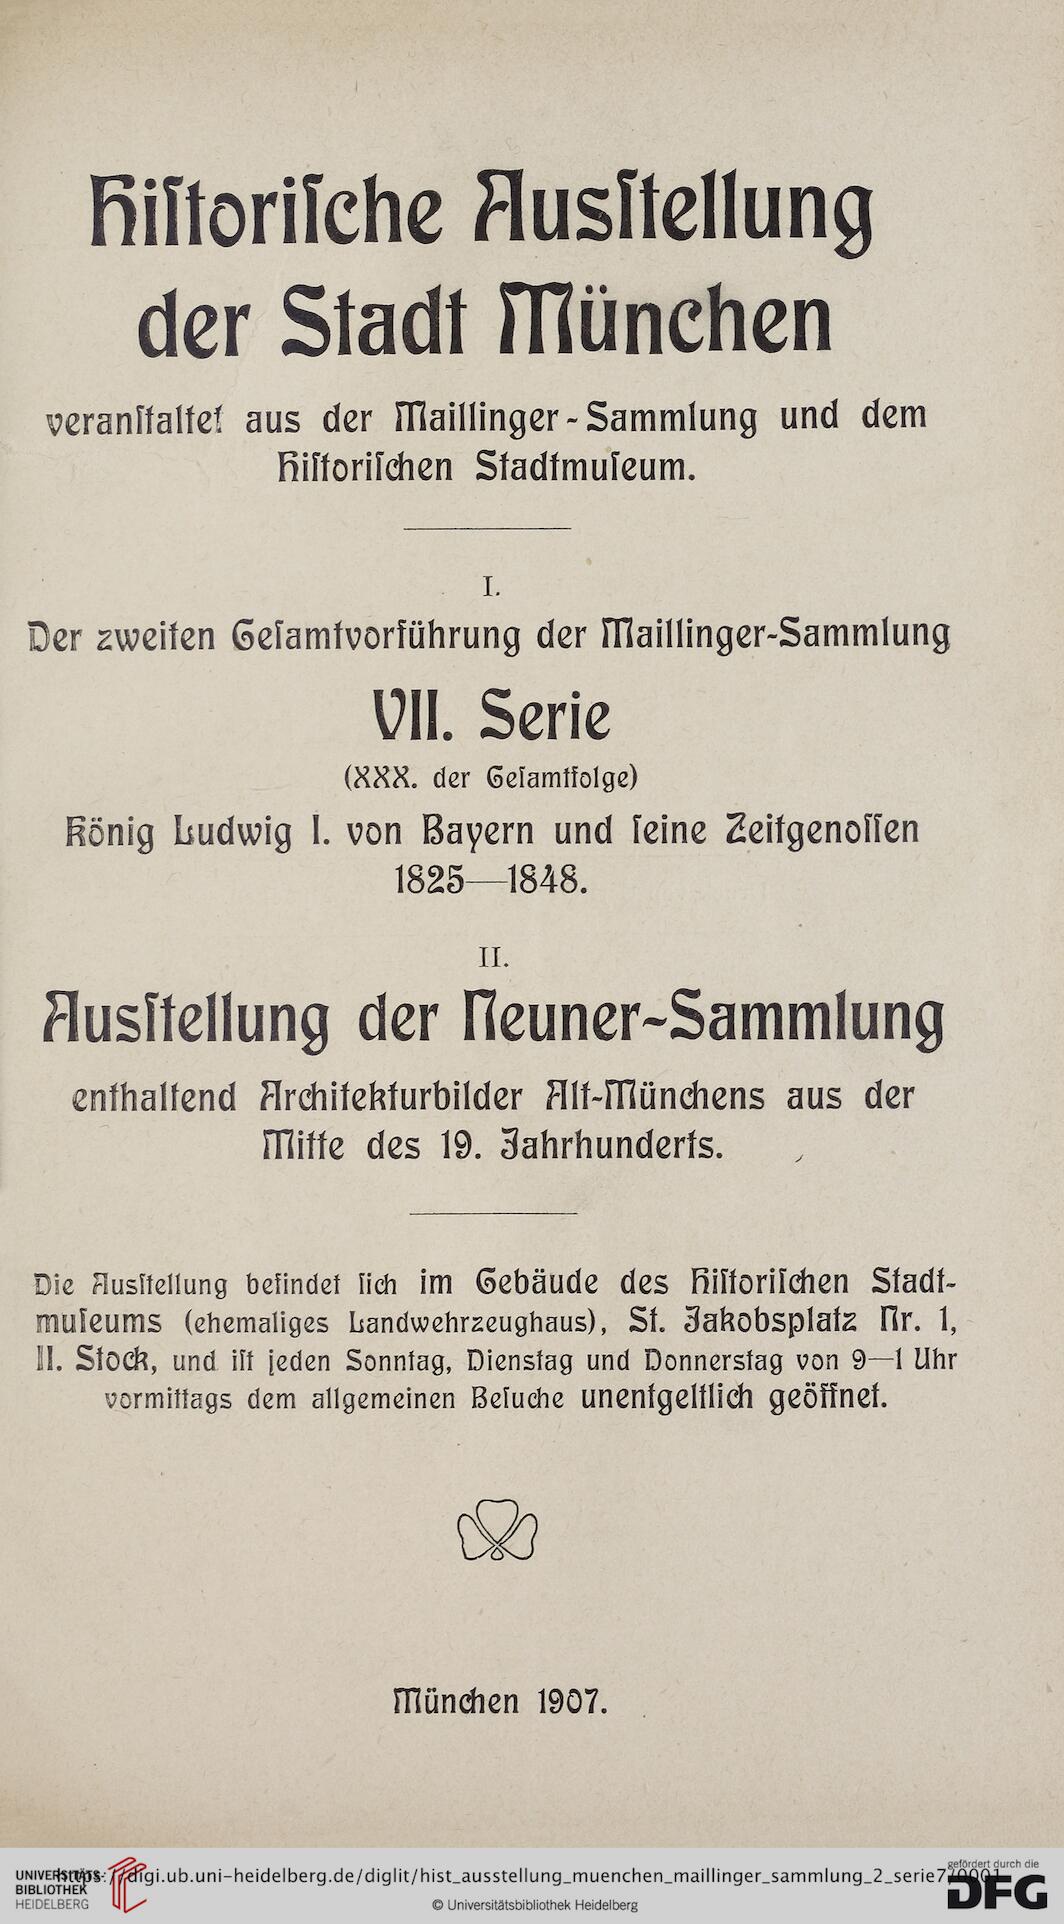 Hiſtoriſche Ausſtellung
der Stadt München
veranſtaltet aus der Maillinger-Sammlung und dem
Hiſtoriſchen Stadtmuſeum.
I.
Der zweiten Geſamtvorführung der Maillinger-Sammlung
VII. Serie
(XXX. der Geſamtfolge)
König Ludwig I. von Bayern und ſeine Zeitgenoſſen
1825—1848.
II.
Ausſtellung der Neuner-Sammlung
enthaltend Architekturbilder Alt-Münchens aus der
Mitte des 19. Jahrhunderts.
Die Ausſtellung befindet ſich im Gebäude des Hiſtoriſchen Stadt-
muſeums (ehemaliges Landwehrzeughaus), St. Jakobsplatz Nr. 1,
II. Stock, und iſt jeden Sonntag, Dienstag und Donnerstag von 9—1 Uhr
vormittags dem allgemeinen Beſuche unentgeltlich geöffnet.
München 1907.
UNIVERSITÄTS-
BIBLIOTHEK
HEIDELBERG
https://digi.ub.uni-heidelberg.de/diglit/hist_ausstellung_muenchen_maillinger_sammlung_2_serie7/0001
© Universitätsbibliothek Heidelberg
gefördert durch die
DFG